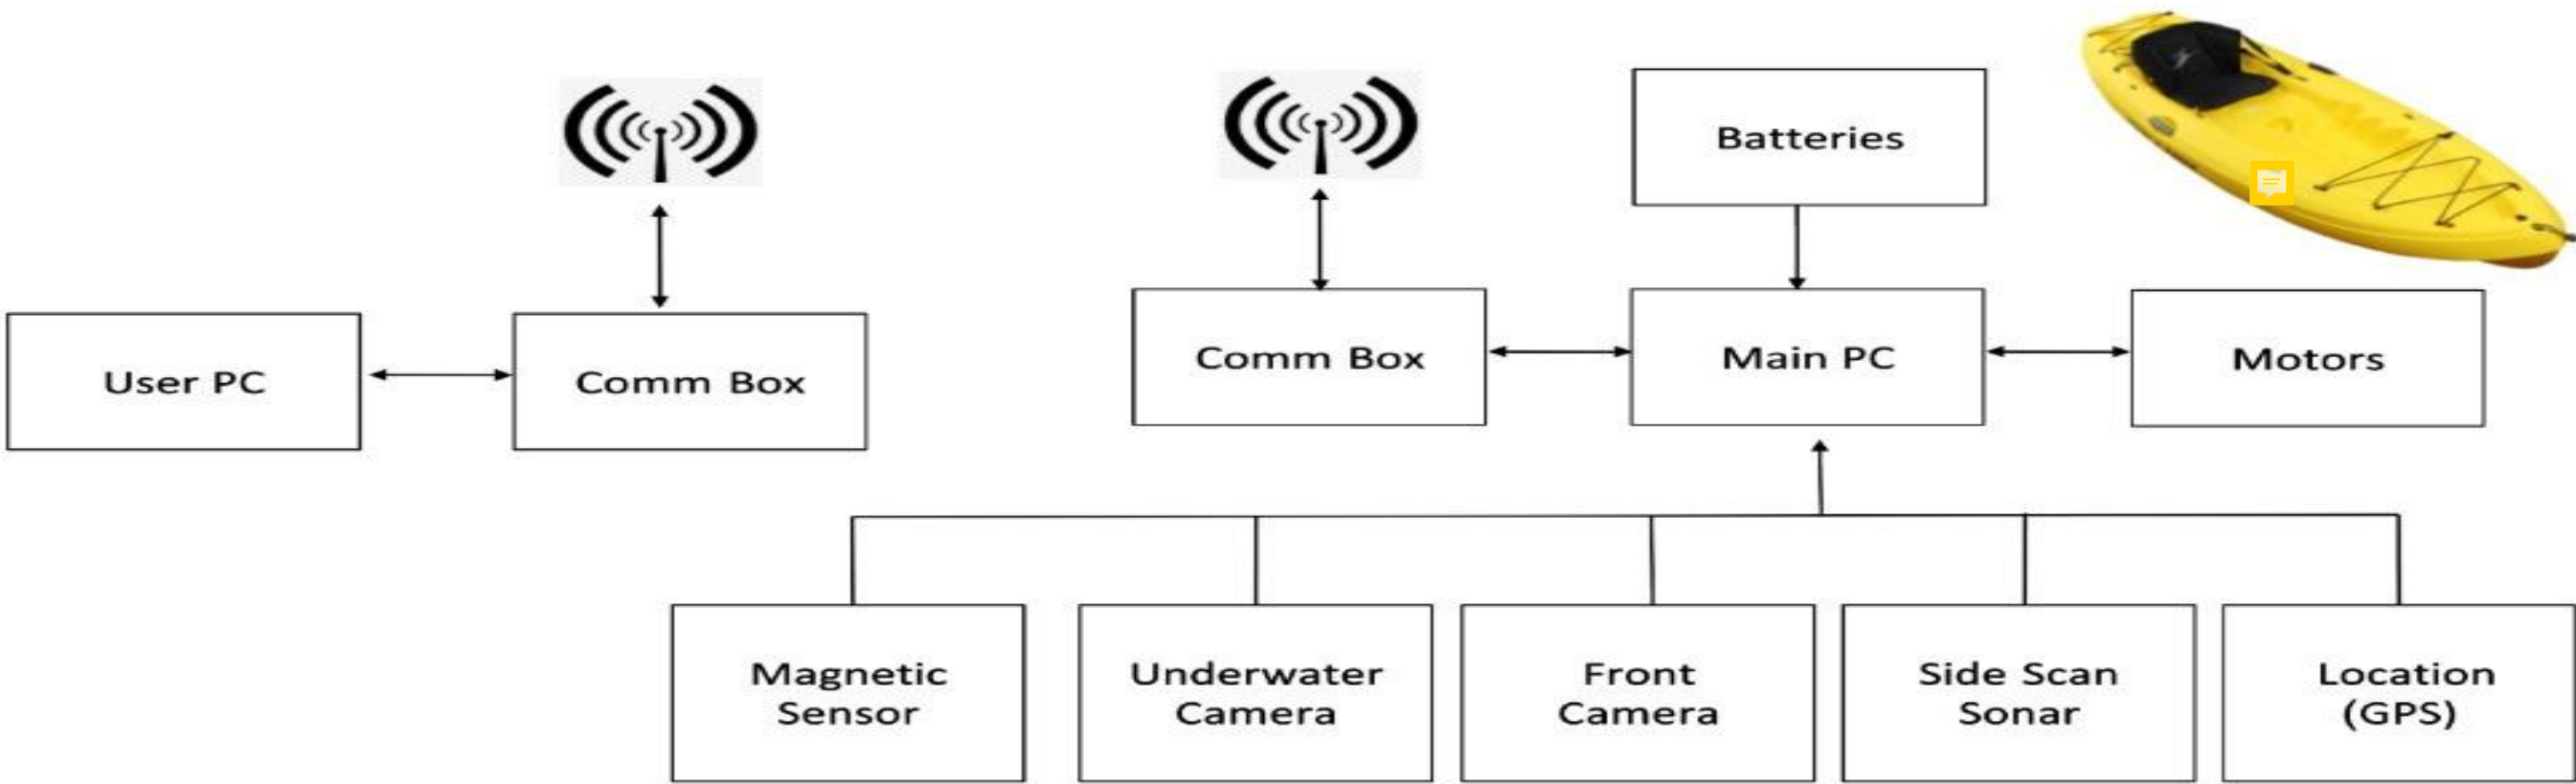 Batteries
User PC
Comm Box
Comm Box
Main PC
Motors
Magnetic
Sensor
Underwater
Camera
Front
Camera
Side Scan
Sonar
Location
(GPS)